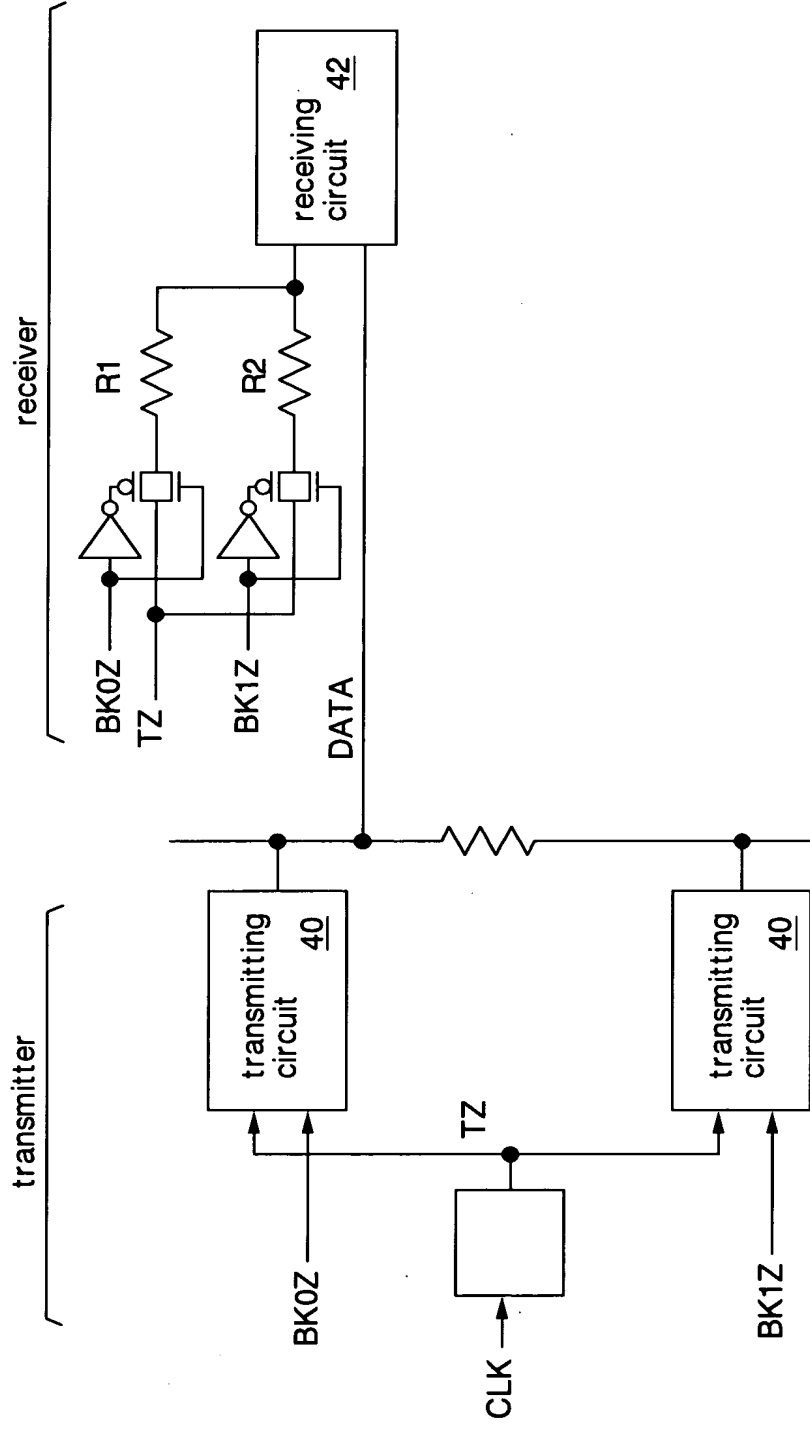 transmitter
receiver
BK0Z
transmitting
circuit
40
CLK
TZ
BK1Z
transmitting
circuit
40
BK0Z
TZ
BK1Z
DATA
R1
R2
receiving
circuit
42